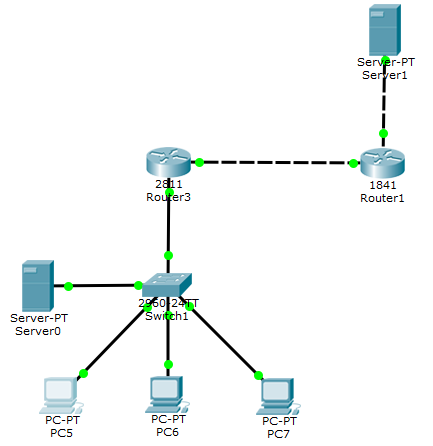 Server-PT
Server1
2811
Router3
1841
Router1
2960-24TT
Switch1
Server-PT
Server0
PC-PT
PC5
PC-PT
PC6
PC-PT
PC7